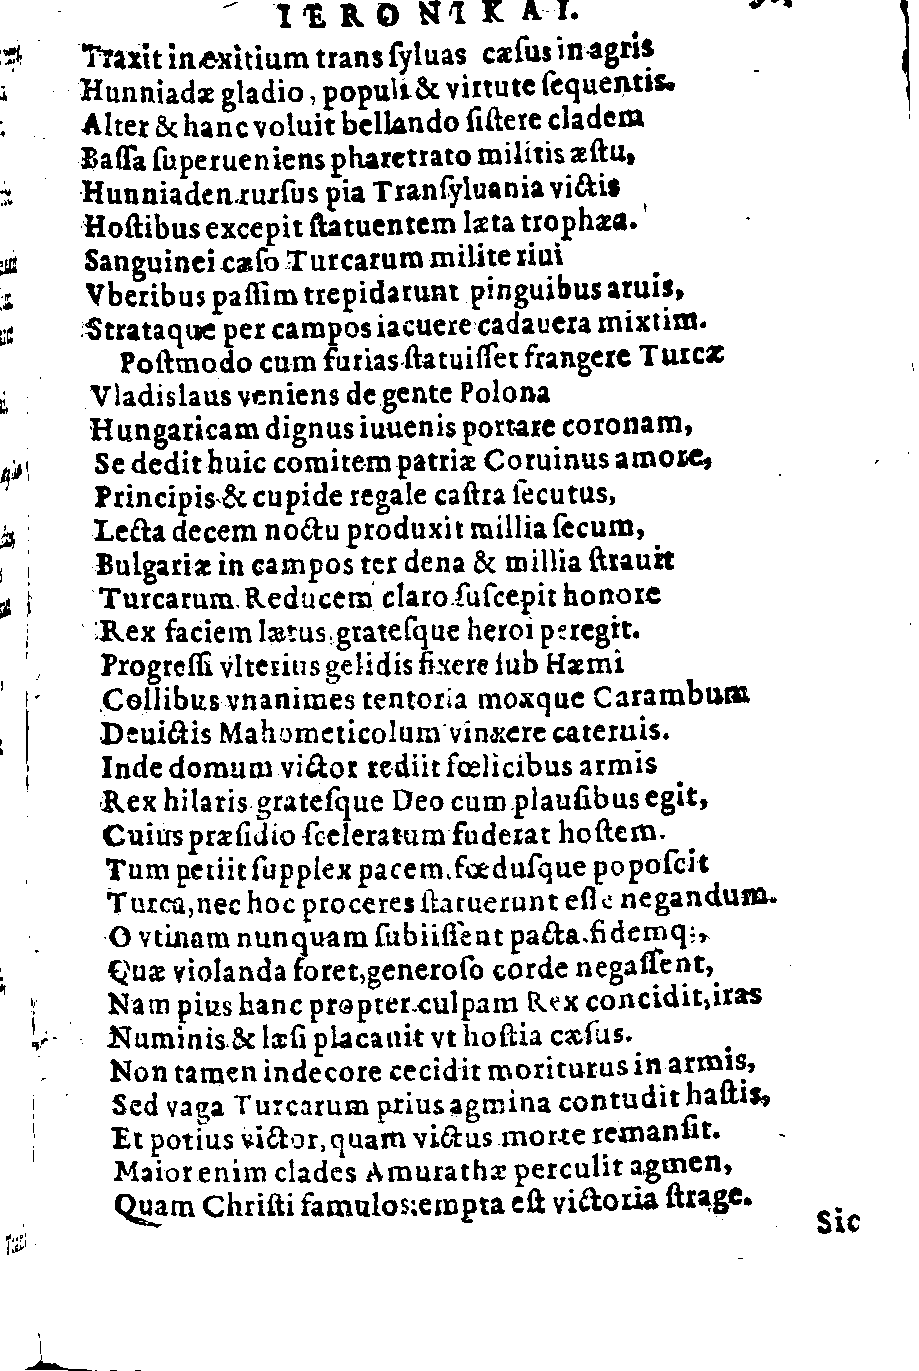 IERONIKAI.
Traxit in exitium trans ſyluas cæſus in agris
Hunniadæ gladio, populi & virtute ſequentis.
Alter & hanc voluit bellando ſiſtere cladem
Baſſa ſuperueniens pharetrato militis æſtu,
Hunniaden rurſus pia Tranſyluania victis
Hoſtibus excepit ſtatuentem læta trophæa.
Sanguinei cæſo Turcarum milite riui
Vberibus paſſim trepidarunt pinguibus aruis,
Strataque per campos iacuere cadauera mixtim.
Poſtmodo cum furias ſtatuiſſet frangere Turcæ
Vladislaus veniens de gente Polona
Hungaricam dignus iuuenis portare coronam,
Se dedit huic comitem patriæ Coruinus amore,
Principis & cupide regale caſtra ſecutus,
Lecta decem noctu produxit millia ſecum,
Bulgariæ in campos ter dena & millia ſtrauit
Turcarum. Reducem claro ſuſcepit honore
Rex faciem lætus, grateſque heroi peregit.
Progreſſi vlterius gelidis fixere ſub Hæmi
Collibus vnanimes tentoria moxque Carambum
Deuictis Mahometicolum vinxere cateruis.
Inde domum victor rediit fœlicibus armis
Rex hilaris grateſque Deo cum plauſibus egit,
Cuius præſidio ſceleratum fuderat hoſtem.
Tum petiit ſupplex pacem, fœduſque popoſcit
Turca, nec hoc proceres ſtatuerunt eſſe negandum.
O vtinam nunquam ſubiiſſent pacta, fidemq;,
Quæ violanda foret, generoſo corde negaſſent,
Nam pius hanc propter culpam Rex concidit, iras
Numinis & læſi placauit vt hoſtia cæſus.
Non tamen indecore cecidit moriturus in armis,
Sed vaga Turcarum prius agmina contudit haſtis,
Et potius victor, quam victus morte remanſit.
Maior enim clades Amurathæ perculit agmen,
Quam Chriſti famulos: empta eſt victoria ſtrage.
Sic